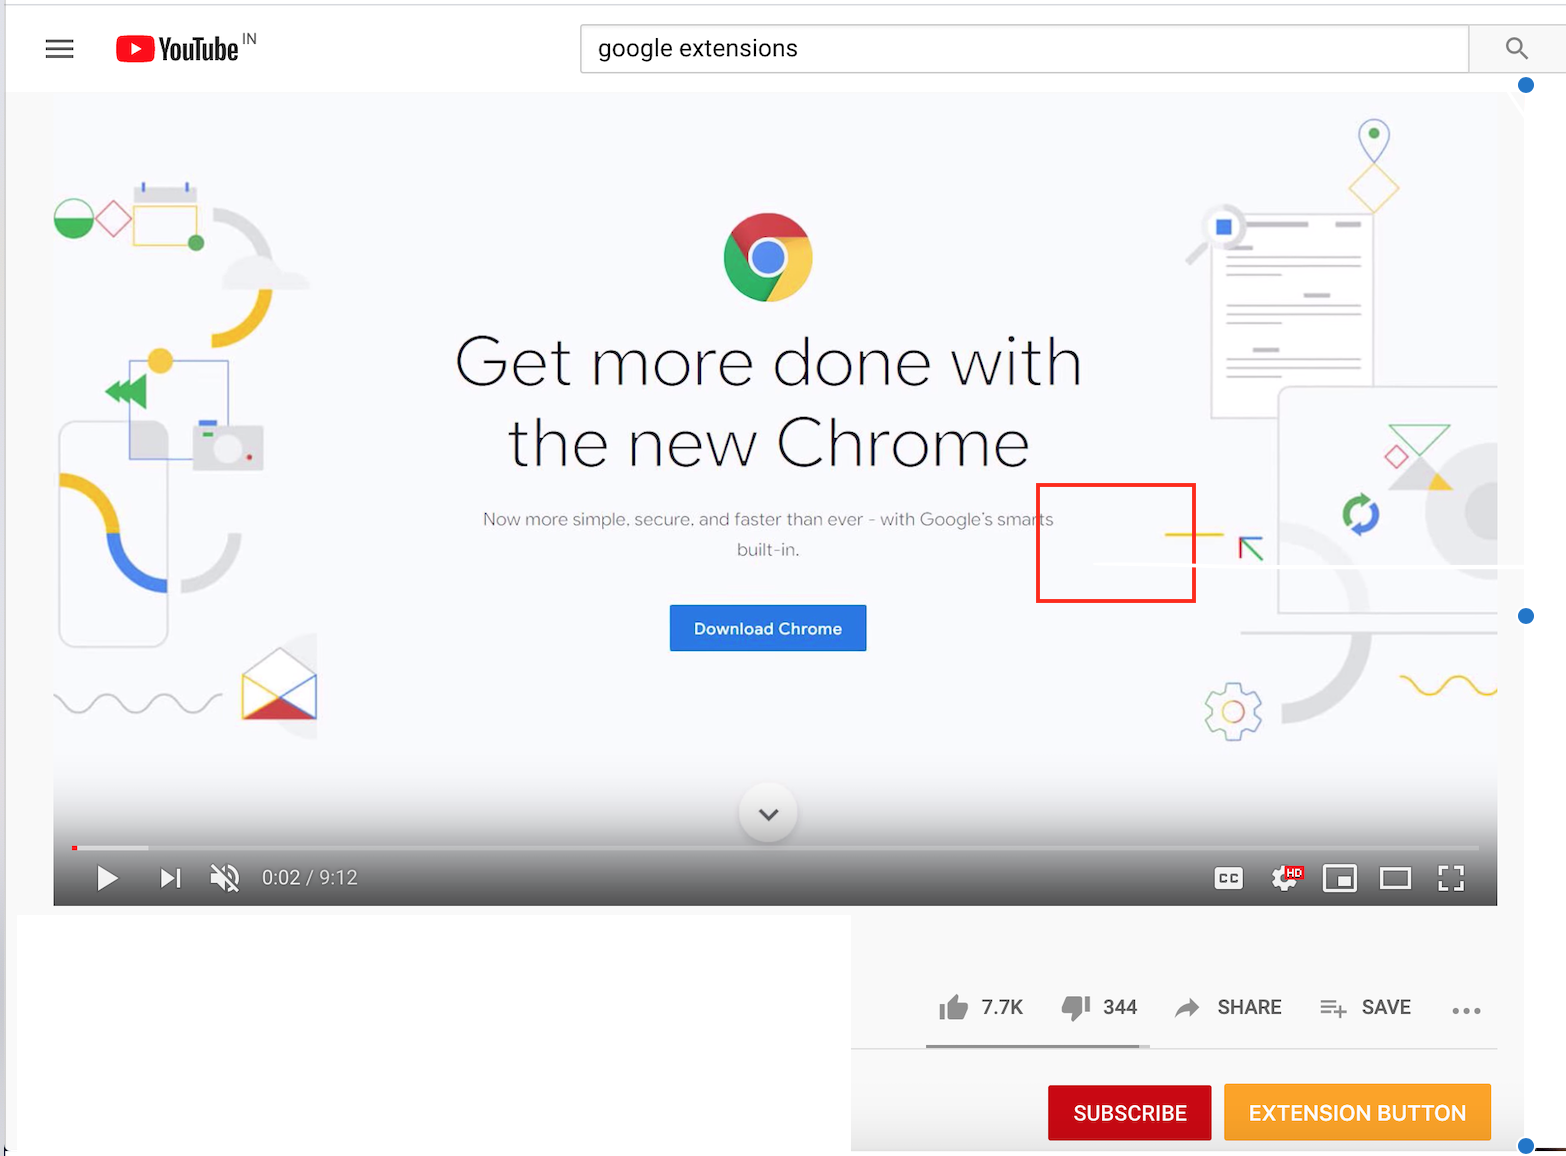 YouTube IN
google extensions
Get more done with
the new Chrome
Now more simple, secure, and faster than ever - with Google's smarts
built-in.
Download Chrome
0:02 / 9:12
CC
HD
7.7K
344
SHARE
SAVE
SUBSCRIBE
EXTENSION BUTTON